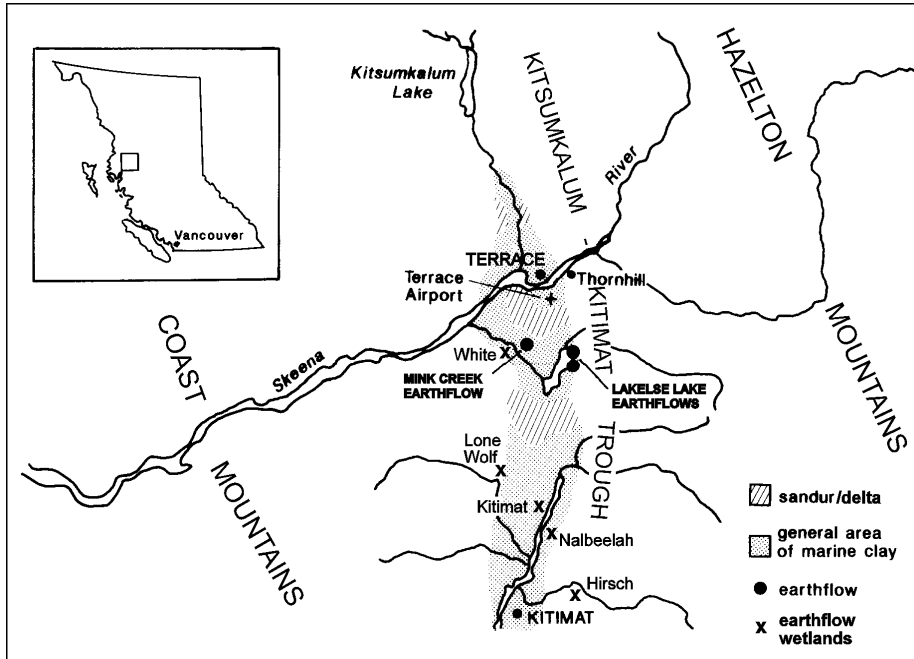 Kitsumkalum
Lake
KITSUMKALUM
HAZELTON
River
Vancouver
TERRACE
Thornhill
Terrace
Airport
KITIMAT
MOUNTAINS
COAST
White
MINK CREEK
EARTHFLOW
LAKELSE LAKE
EARTHFLOWS
Skeena
TROUGH
Lone
Wolf
MOUNTAINS
Kitimat
Nalbeelah
Hirsch
KITIMAT
sandur/delta
general area
of marine clay
earthflow
x earthflow
wetlands